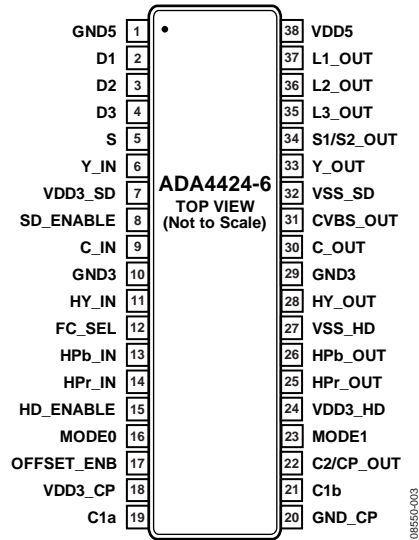 GND5 1 38 VDD5
D1 2 37 L1_OUT
D2 3 36 L2_OUT
D3 4 35 L3_OUT
S 5 34 S1/S2_OUT
Y_IN 6 33 Y_OUT
VDD3_SD 7 32 VSS_SD
SD_ENABLE 8 31 CVBS_OUT
C_IN 9 30 C_OUT
GND3 10 29 GND3
HY_IN 11 28 HY_OUT
FC_SEL 12 27 VSS_HD
HPb_IN 13 26 HPb_OUT
HPr_IN 14 25 HPr_OUT
HD_ENABLE 15 24 VDD3_HD
MODE0 16 23 MODE1
OFFSET_ENB 17 22 C2/CP_OUT
VDD3_CP 18 21 C1b
C1a 19 20 GND_CP
ADA4424-6
TOP VIEW
(Not to Scale)
08550-003